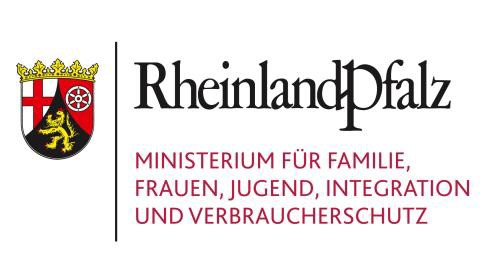 RheinlandPfalz
MINISTERIUM FÜR FAMILIE,
FRAUEN, JUGEND, INTEGRATION
UND VERBRAUCHERSCHUTZ